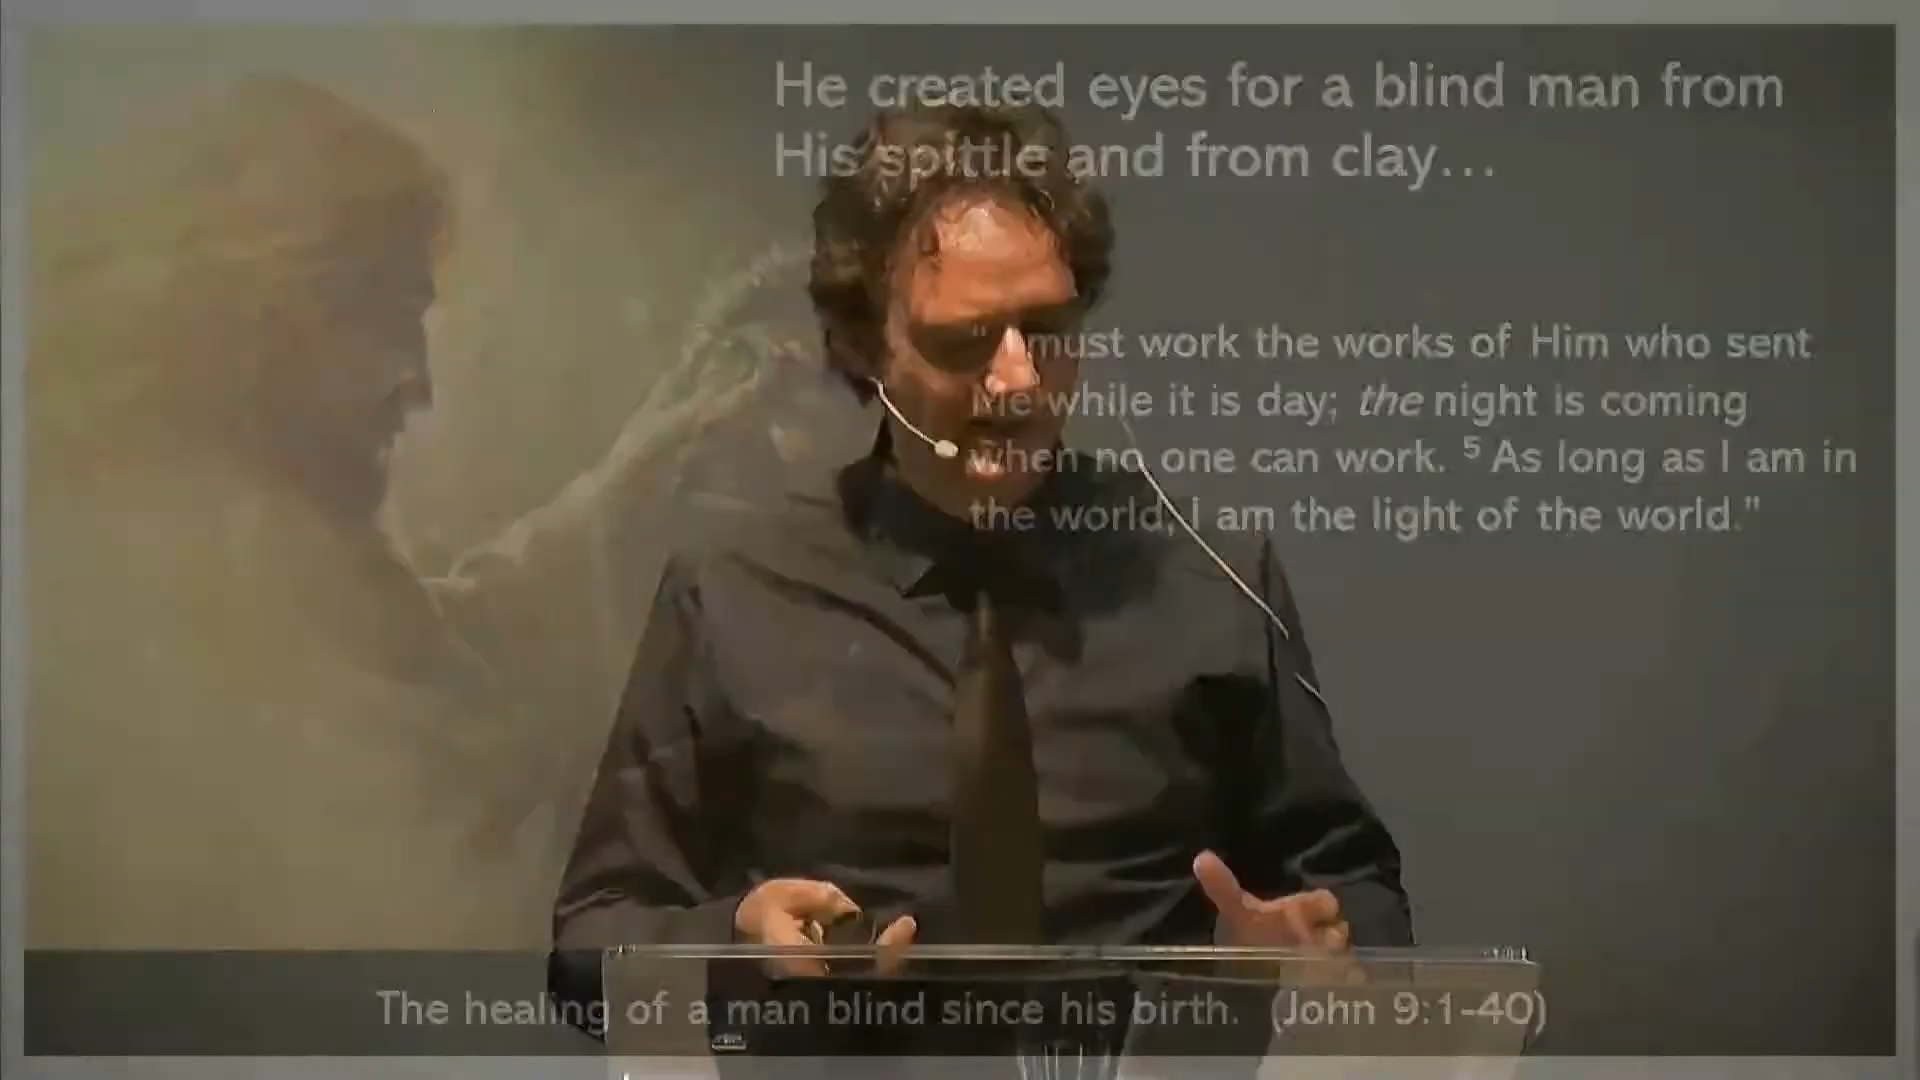 He created eyes for a blind man from
His spittle and from clay...
" I must work the works of Him who sent
Me while it is day; the night is coming
when no one can work. 5 As long as I am in
the world, I am the light of the world."
The healing of a man blind since his birth. (John 9:1-40)